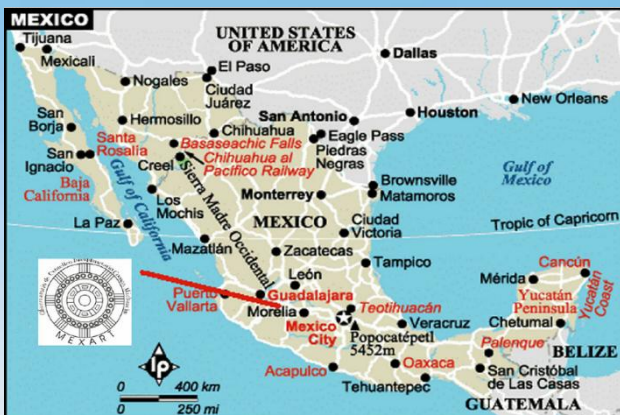 MEXICO
UNITED STATES
OF AMERICA
Tijuana
Mexicali
Dallas
El Paso
Nogales
Ciudad
Juárez
New Orleans
San Antonio
Houston
San
Borja
Hermosillo
Chihuahua
Eagle Pass
Santa
Rosalía
Basaseachic Falls
Piedras
Negras
Chihuahua al
Pacifico Railway
San
Ignacio
Creel
Gulf of
Mexico
Baja
California
Gulf of California
Sierra Madre Occidental
Brownsville
Matamoros
Monterrey
Los
Mochis
MEXICO
La Paz
Ciudad
Victoria
Tropic of Capricorn
Mazatlán
Zacatecas
Tampico
Cancún
León
Mérida
Yucatán
Peninsula
Yucatán
Coast
Puerto
Vallarta
Guadalajara
Teotihuacán
Morelia
Chetumal
Mexico
City
Veracruz
Popocatépetl
5452m
Palenque
BELIZE
MEXART
Acapulco
Oaxaca
San Cristóbal
de Las Casas
Tehuantepec
GUATEMALA
lp
0
400 km
0
250 mi